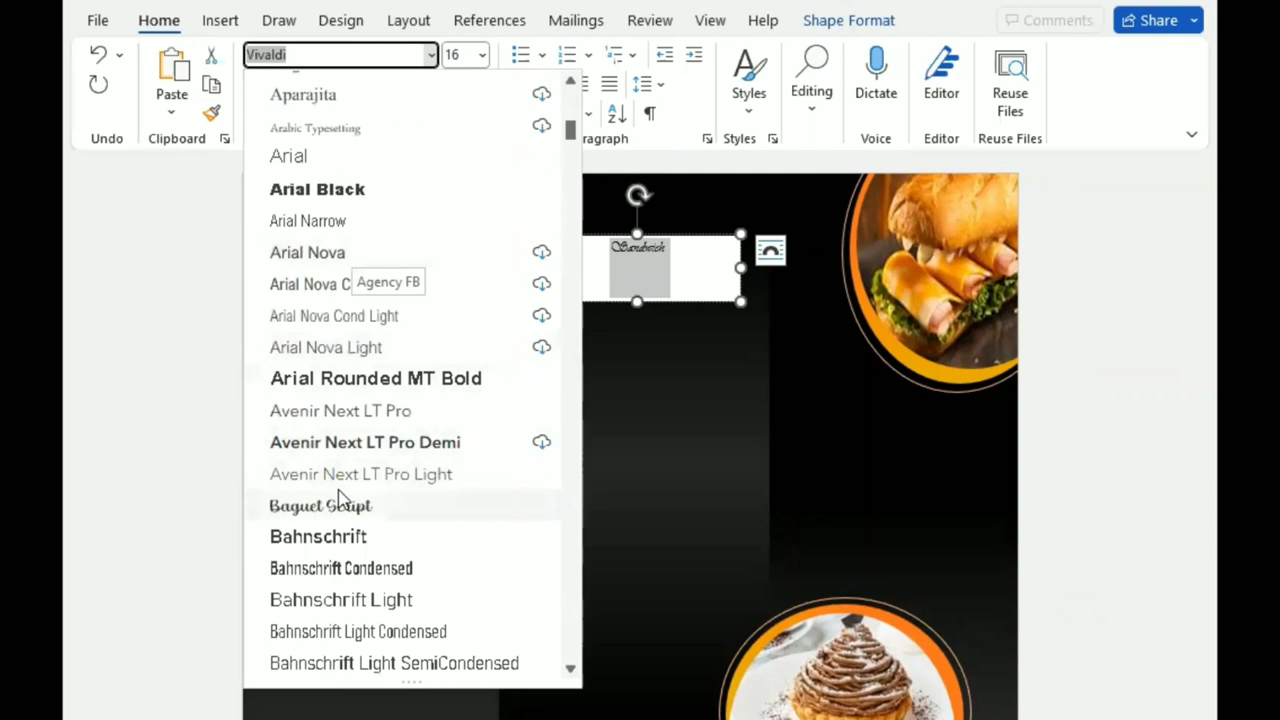 File Home Insert Draw Design Layout References Mailings Review View Help Shape Format Comments Share
Vivaldi 16
Paste Styles Editing Dictate Editor Reuse Files
Undo Clipboard ragraph Styles Voice Editor Reuse Files
Aparajita
Arabic Typesetting
Arial
Arial Black
Arial Narrow
Arial Nova
Arial Nova C
Agency FB
Arial Nova Cond Light
Arial Nova Light
Arial Rounded MT Bold
Avenir Next LT Pro
Avenir Next LT Pro Demi
Avenir Next LT Pro Light
Baguet Script
Bahnschrift
Bahnschrift Condensed
Bahnschrift Light
Bahnschrift Light Condensed
Bahnschrift Light SemiCondensed
Sandwich